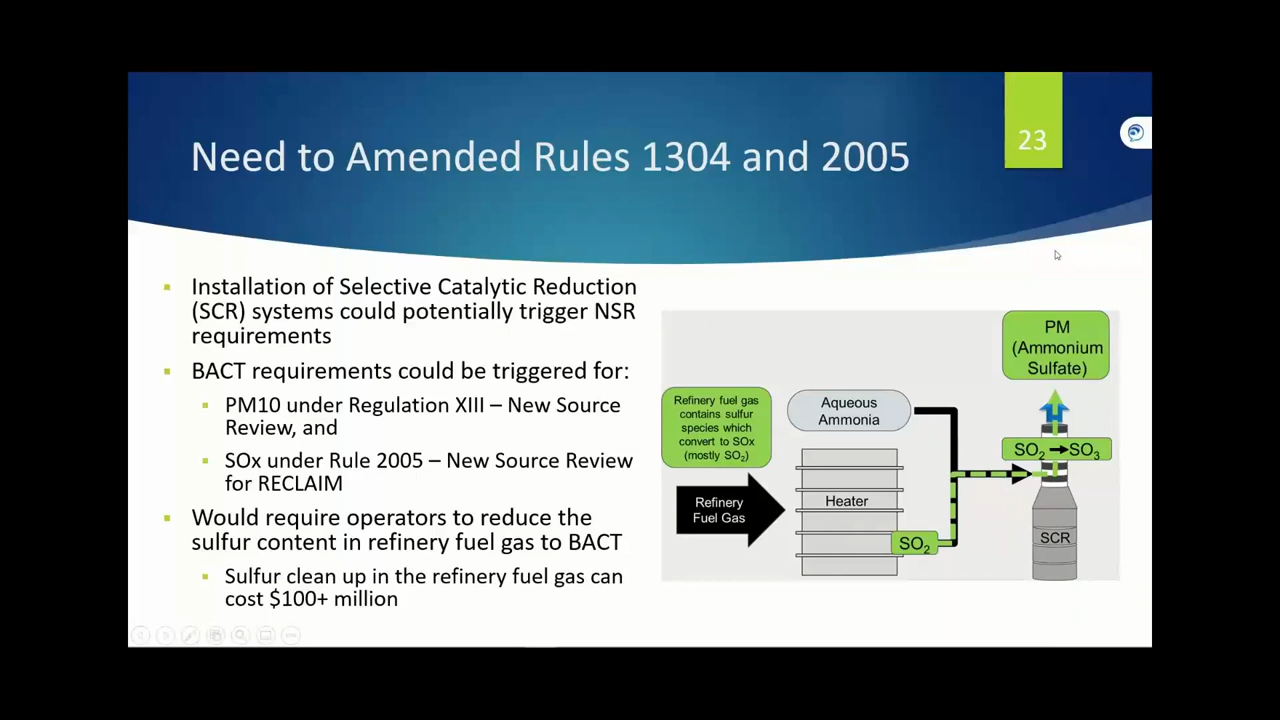 Need to Amended Rules 1304 and 2005
23
Installation of Selective Catalytic Reduction
(SCR) systems could potentially trigger NSR
requirements
BACT requirements could be triggered for:
PM10 under Regulation XIII – New Source
Review, and
SOx under Rule 2005 – New Source Review
for RECLAIM
Would require operators to reduce the
sulfur content in refinery fuel gas to BACT
Sulfur clean up in the refinery fuel gas can
cost $100+ million
Refinery fuel gas
contains sulfur
species which
convert to SOx
(mostly SO₂)
Refinery
Fuel Gas
Aqueous
Ammonia
Heater
SO₂
PM
(Ammonium
Sulfate)
SO₂ → SO₃
SCR